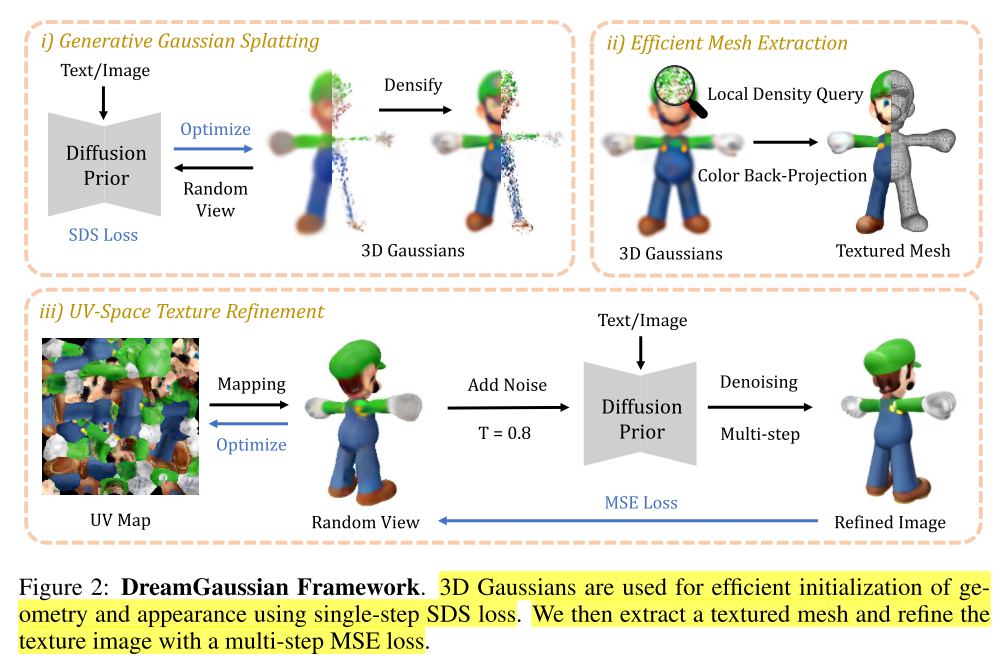 i) Generative Gaussian Splatting
Text/Image
Diffusion
Prior
SDS Loss
Optimize
Random
View
Densify
3D Gaussians
ii) Efficient Mesh Extraction
Local Density Query
Color Back-Projection
3D Gaussians
Textured Mesh
iii) UV-Space Texture Refinement
UV Map
Mapping
Optimize
Random View
Add Noise
T = 0.8
Text/Image
Diffusion
Prior
Denoising
Multi-step
MSE Loss
Refined Image
Figure 2: DreamGaussian Framework. 3D Gaussians are used for efficient initialization of ge-
ometry and appearance using single-step SDS loss. We then extract a textured mesh and refine the
texture image with a multi-step MSE loss.